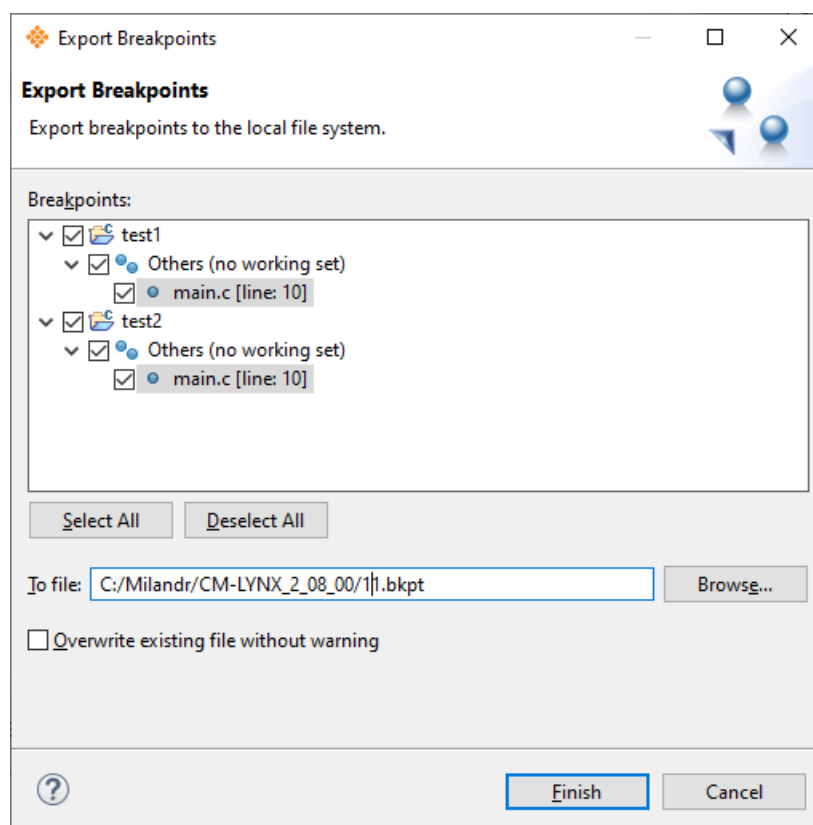 Export Breakpoints
Export Breakpoints
Export breakpoints to the local file system.
Breakpoints:
test1
Others (no working set)
main.c [line: 10]
test2
Others (no working set)
main.c [line: 10]
Select All Deselect All
To file: C:/Milandr/CM-LYNX_2_08_00/11.bkpt Browse...
Overwrite existing file without warning
Finish Cancel